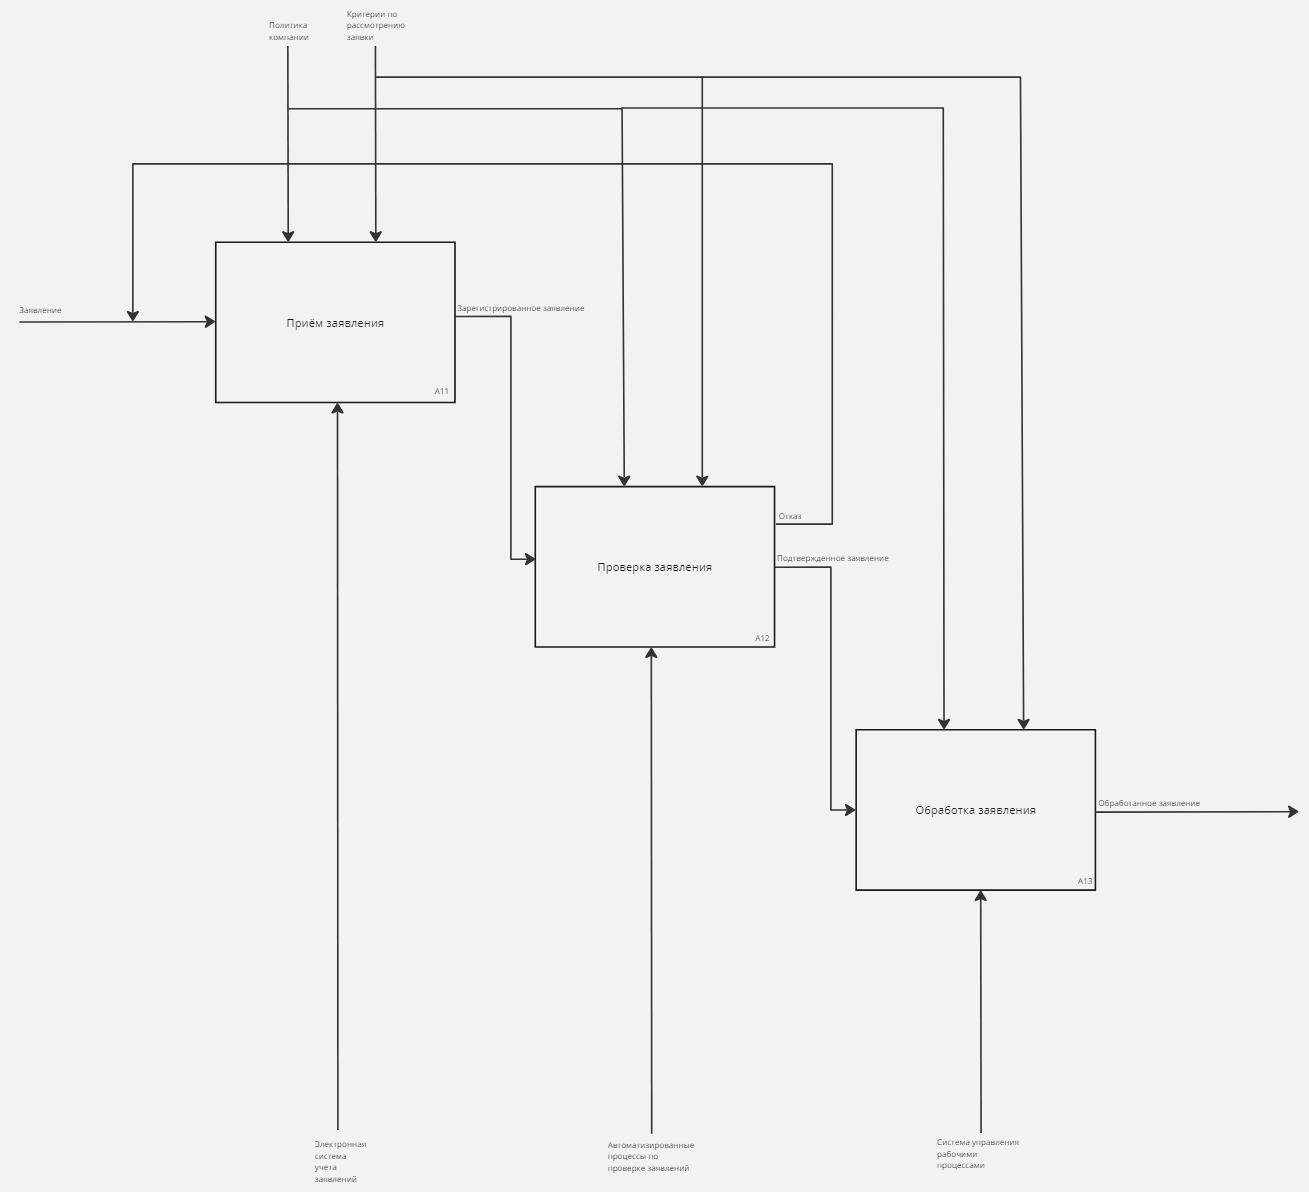 Политика
компании
Критерии по
рассмотрению
заявки
Заявление
Приём заявления
A11
Зарегистрированное заявление
Проверка заявления
A12
Отказ
Подтвержденное заявление
Обработка заявления
A13
Обработанное заявление
Электронная
система
учета
заявлений
Автоматизированные
процессы по
проверке заявлений
Система управления
рабочими
процессами